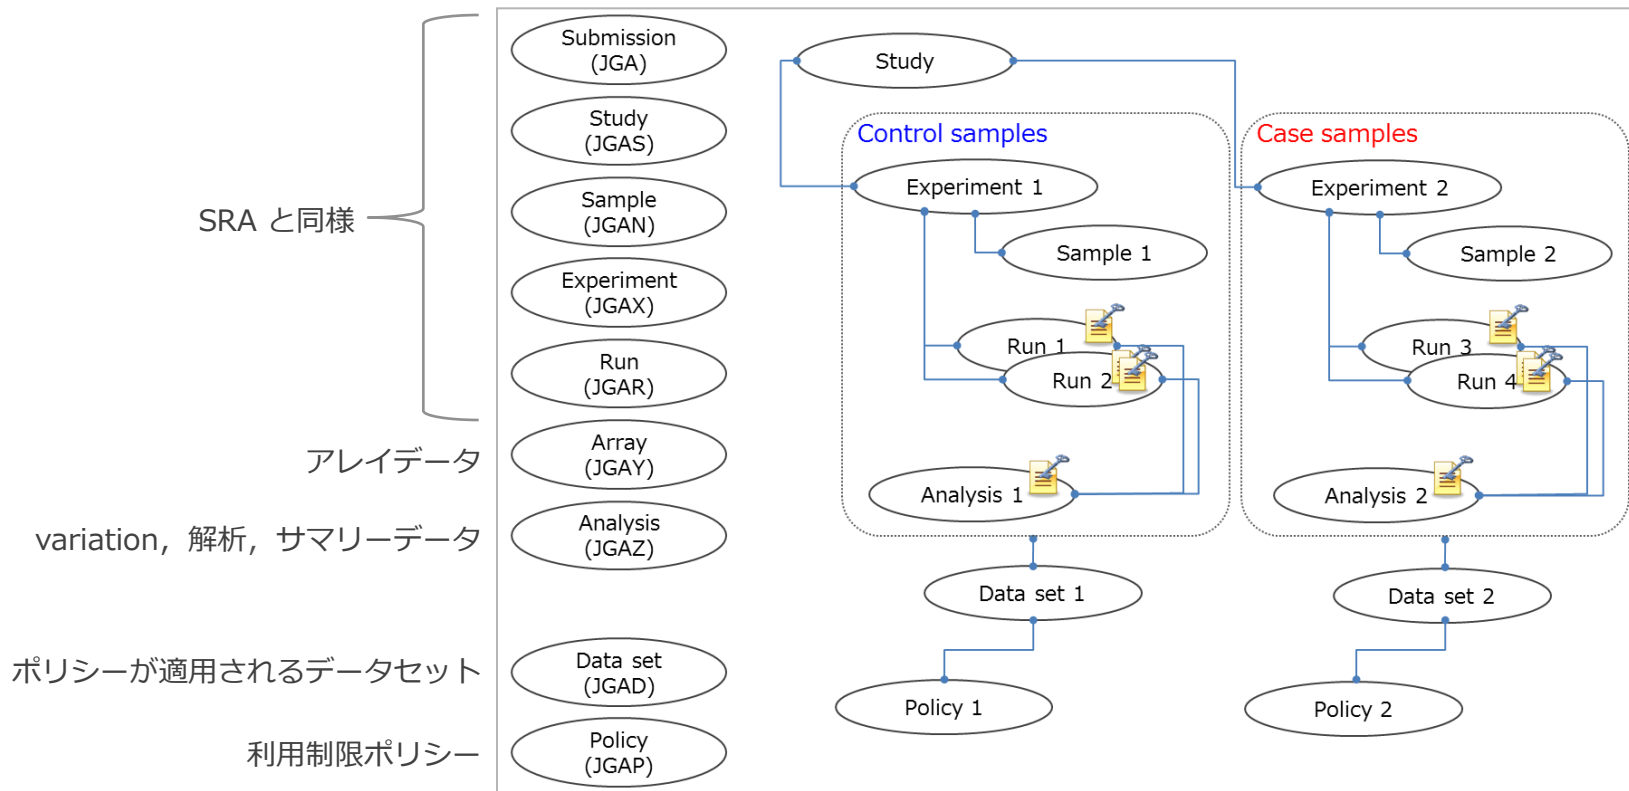 SRA と同様
アレイデータ
variation, 解析, サマリーデータ
ポリシーが適用されるデータセット
利用制限ポリシー
Submission
(JGA)
Study
(JGAS)
Sample
(JGAN)
Experiment
(JGAX)
Run
(JGAR)
Array
(JGAY)
Analysis
(JGAZ)
Data set
(JGAD)
Policy
(JGAP)
Study
Control samples
Experiment 1
Sample 1
Run 1
Run 2
Analysis 1
Data set 1
Policy 1
Case samples
Experiment 2
Sample 2
Run 3
Run 4
Analysis 2
Data set 2
Policy 2